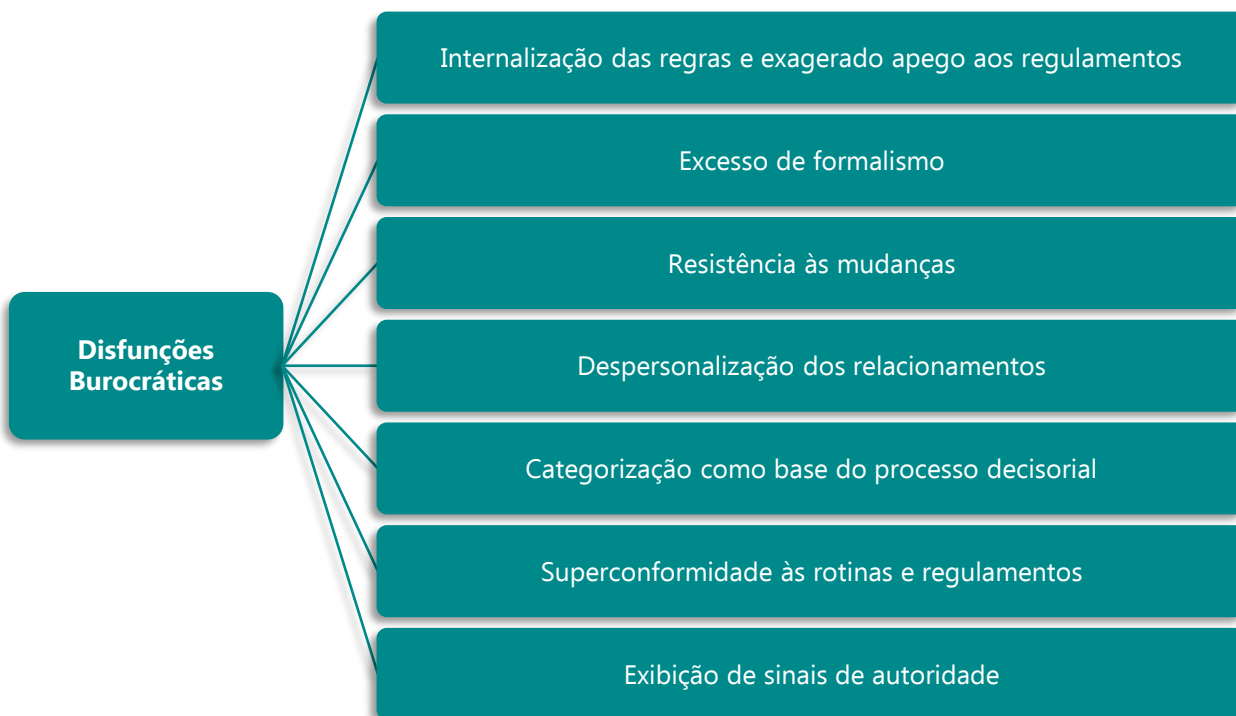 Disfunções
Burocráticas
Internalização das regras e exagerado apego aos regulamentos
Excesso de formalismo
Resistência às mudanças
Despersonalização dos relacionamentos
Categorização como base do processo decisorial
Superconformidade às rotinas e regulamentos
Exibição de sinais de autoridade